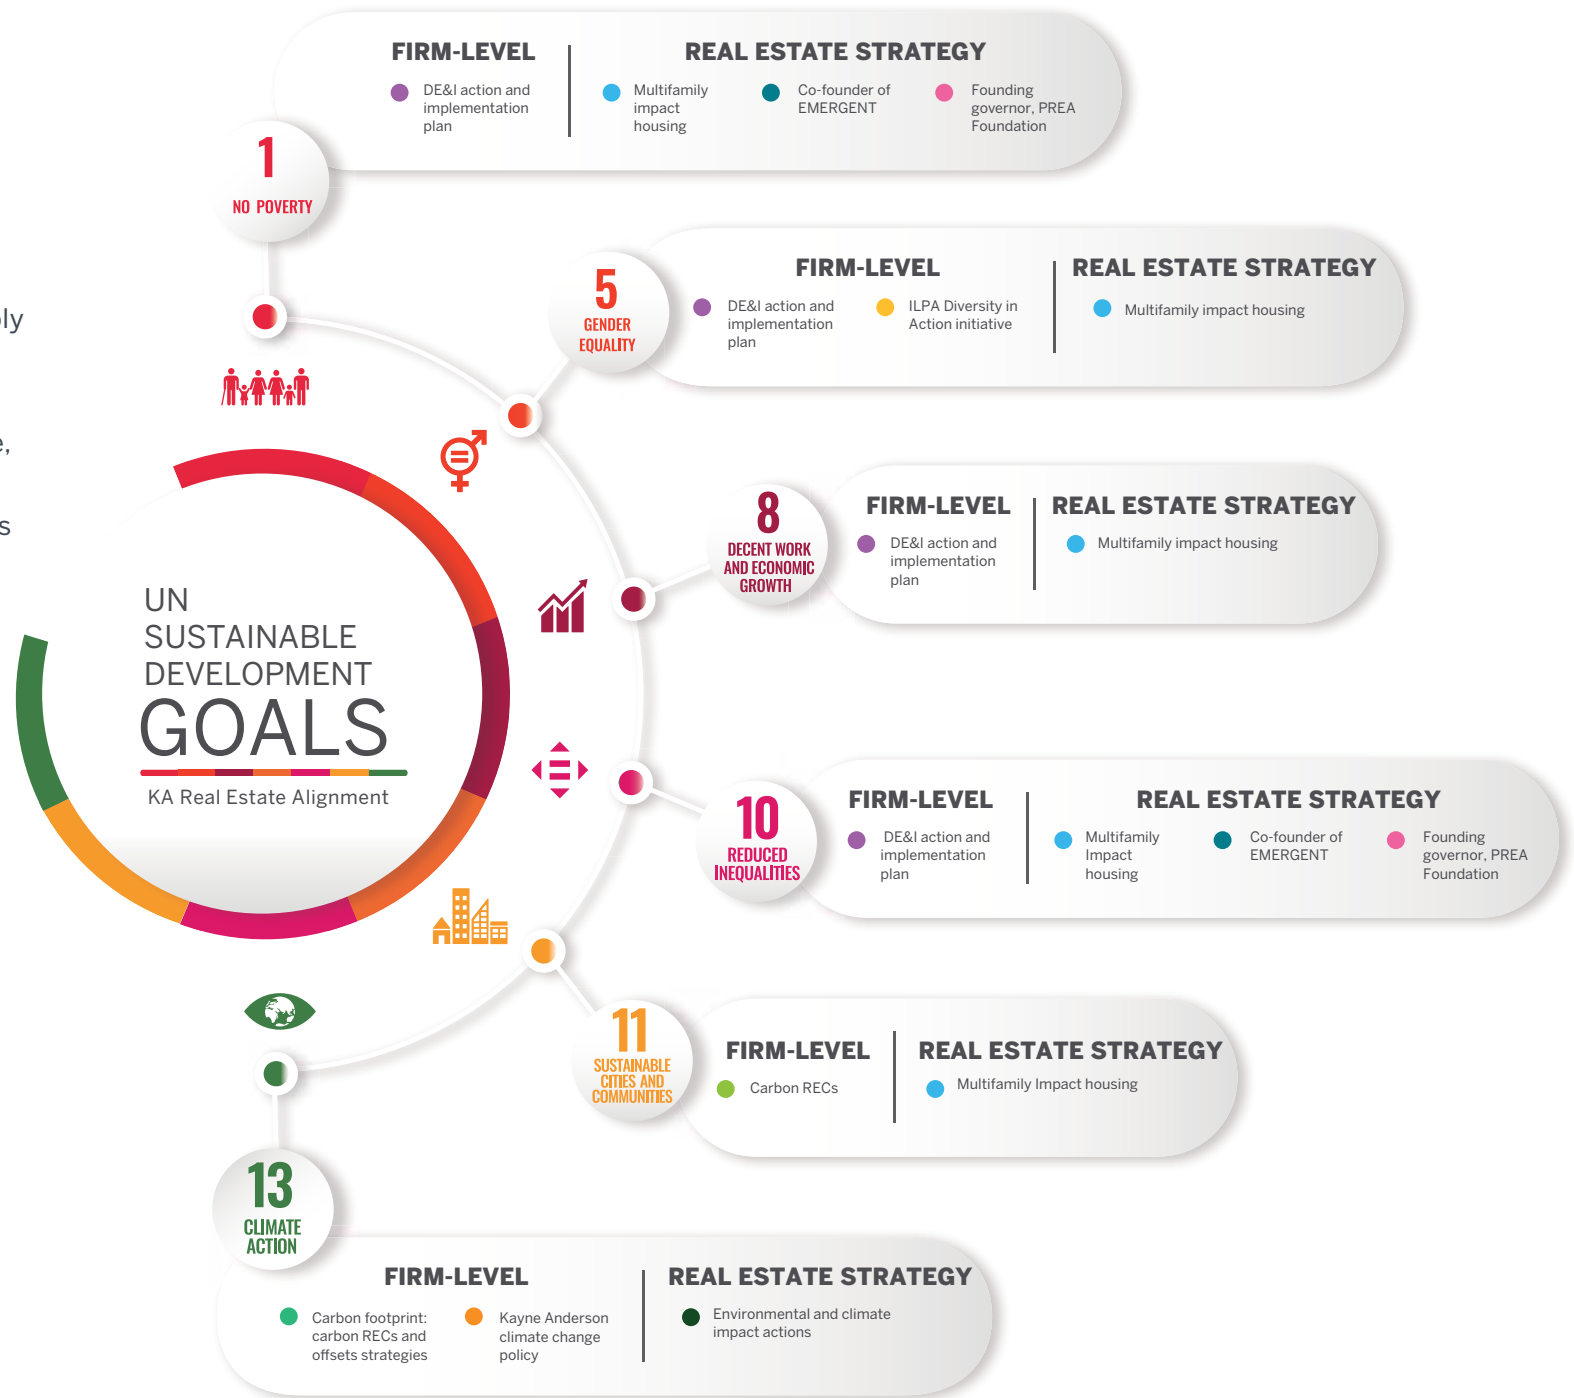 FIRM-LEVEL
DE&I action and
implementation
plan
REAL ESTATE STRATEGY
Multifamily
impact
housing
Co-founder of
EMERGENT
Founding
governor, PREA
Foundation
1
NO POVERTY
5
GENDER
EQUALITY
FIRM-LEVEL
DE&I action and
implementation
plan
ILPA Diversity in
Action initiative
REAL ESTATE STRATEGY
Multifamily impact housing
8
DECENT WORK
AND ECONOMIC
GROWTH
FIRM-LEVEL
DE&I action and
implementation
plan
REAL ESTATE STRATEGY
Multifamily impact housing
UN
SUSTAINABLE
DEVELOPMENT
GOALS
KA Real Estate Alignment
10
REDUCED
INEQUALITIES
FIRM-LEVEL
DE&I action and
implementation
plan
REAL ESTATE STRATEGY
Multifamily
Impact
housing
Co-founder of
EMERGENT
Founding
governor, PREA
Foundation
11
SUSTAINABLE
CITIES AND
COMMUNITIES
FIRM-LEVEL
Carbon RECs
REAL ESTATE STRATEGY
Multifamily Impact housing
13
CLIMATE
ACTION
FIRM-LEVEL
Carbon footprint:
carbon RECs and
offsets strategies
Kayne Anderson
climate change
policy
REAL ESTATE STRATEGY
Environmental and climate
impact actions